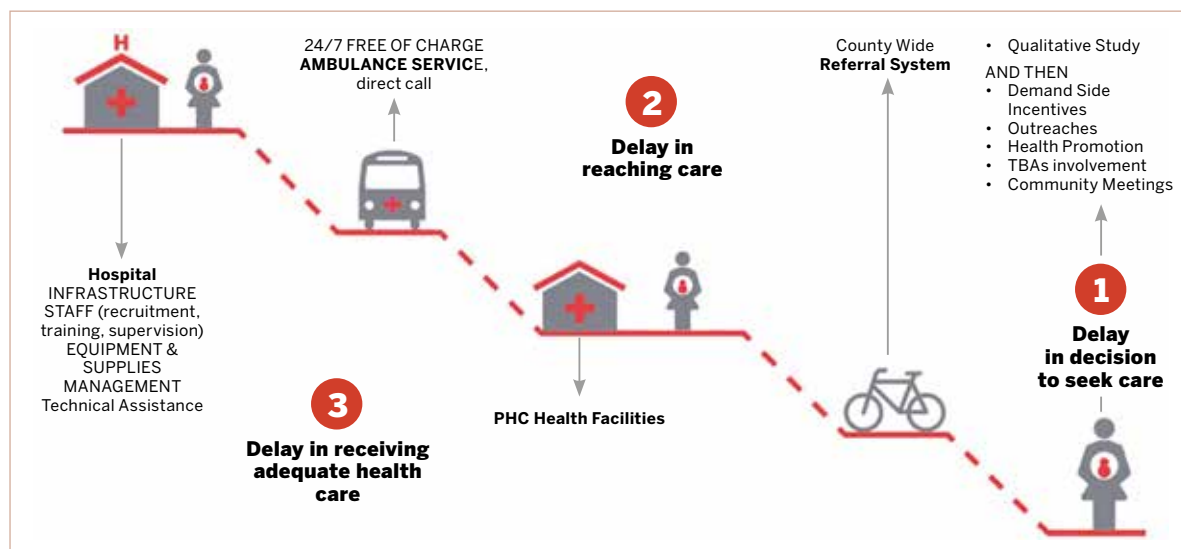 H
24/7 FREE OF CHARGE
AMBULANCE SERVICE,
direct call
2
Delay in
reaching care
County Wide
Referral System
• Qualitative Study
AND THEN
• Demand Side
Incentives
• Outreaches
• Health Promotion
• TBAs involvement
• Community Meetings
Hospital
INFRASTRUCTURE
STAFF (recruitment,
training, supervision)
EQUIPMENT &
SUPPLIES
MANAGEMENT
Technical Assistance
3
Delay in receiving
adequate health
care
PHC Health Facilities
1
Delay
in decision
to seek care